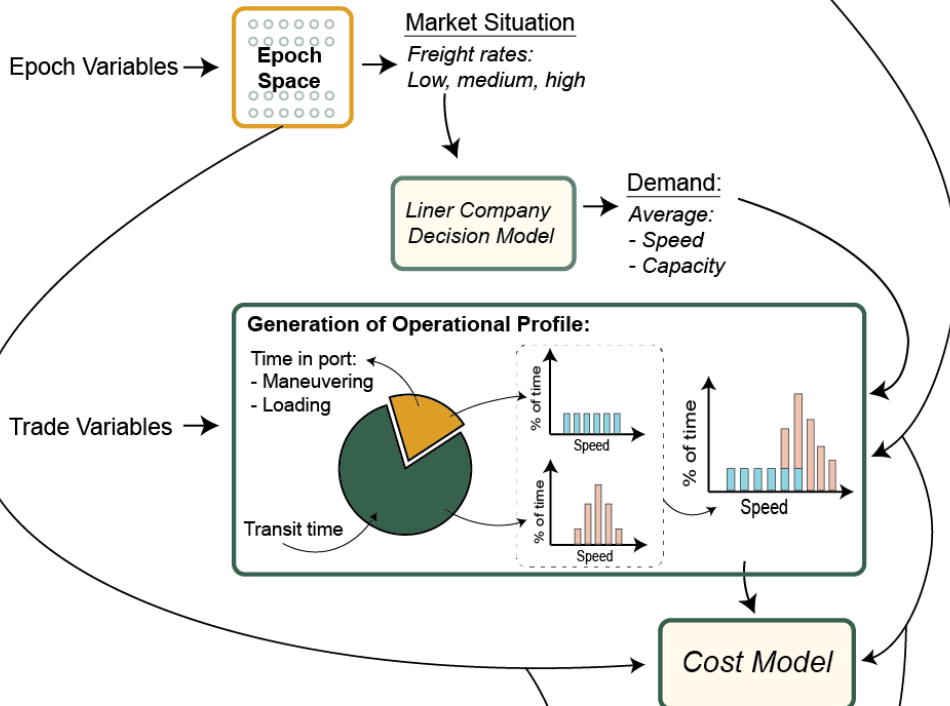 Market Situation
Epoch Variables
Epoch
Space
Freight rates:
Low, medium, high
Liner Company
Decision Model
Demand:
Average:
- Speed
- Capacity
Generation of Operational Profile:
Time in port:
- Maneuvering
- Loading
Trade Variables
Transit time
% of time
Speed
% of time
Speed
% of time
Speed
Cost Model